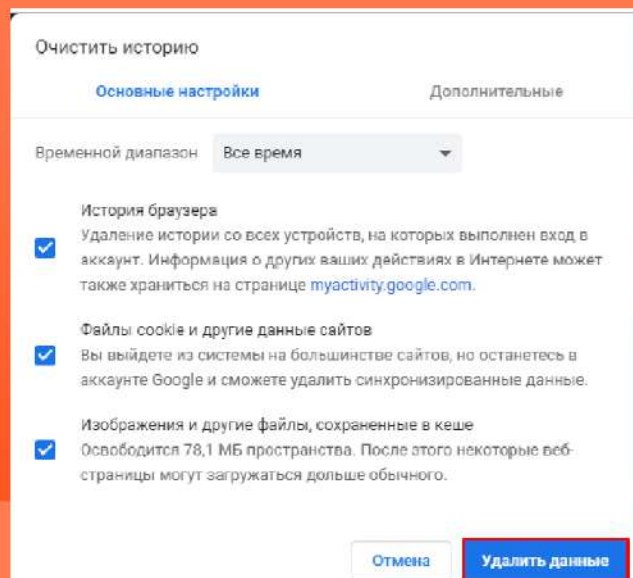 Очистить историю
Основные настройки
Дополнительные
Временной диапазон
Все время
История браузера
Удаление истории со всех устройств, на которых выполнен вход в
аккаунт. Информация о других ваших действиях в Интернете может
также храниться на странице myactivity.google.com.
Файлы cookie и другие данные сайтов
Вы выйдете из системы на большинстве сайтов, но останетесь в
аккаунте Google и сможете удалить синхронизированные данные.
Изображения и другие файлы, сохраненные в кеше
Освободится 78,1 МБ пространства. После этого некоторые веб-
страницы могут загружаться дольше обычного.
Отмена
Удалить данные